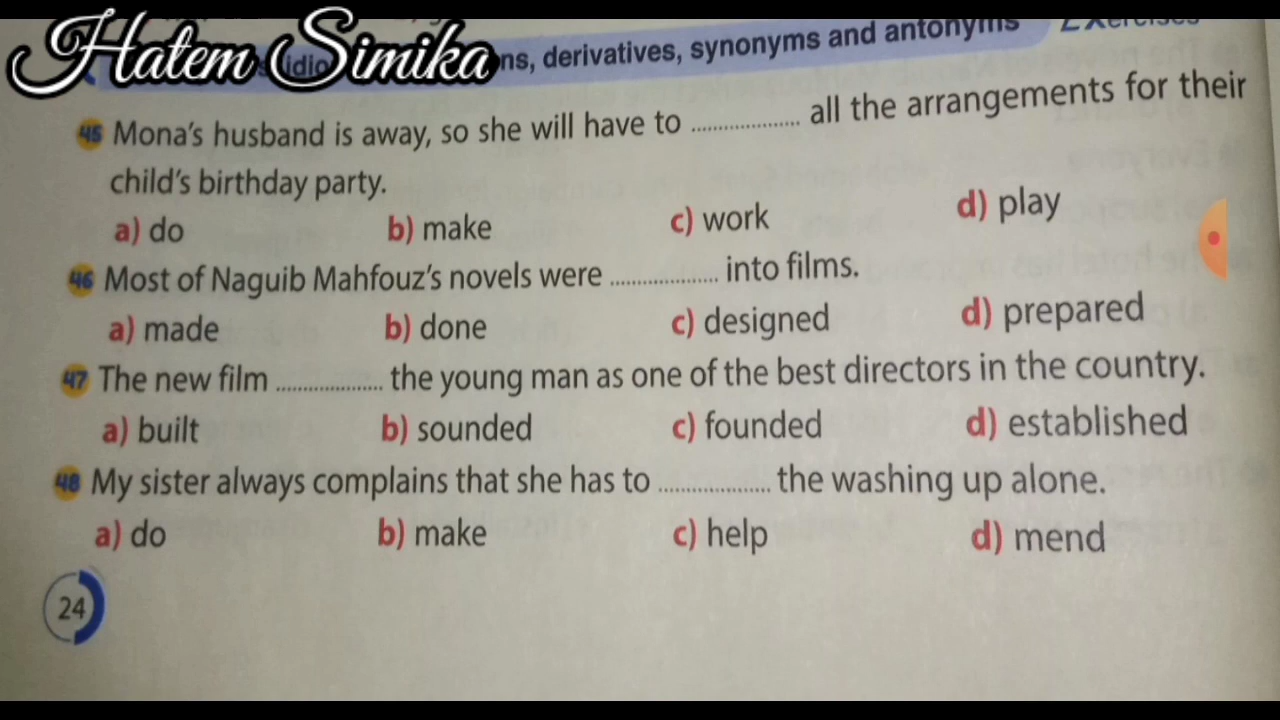 Hatem Simika
ns, derivatives, synonyms and antonyms Exercises
45 Mona's husband is away, so she will have to .................... all the arrangements for their
child's birthday party.
a) do b) make c) work d) play
46 Most of Naguib Mahfouz's novels were .................... into films.
a) made b) done c) designed d) prepared
47 The new film .................... the young man as one of the best directors in the country.
a) built b) sounded c) founded d) established
48 My sister always complains that she has to .................... the washing up alone.
a) do b) make c) help d) mend
24